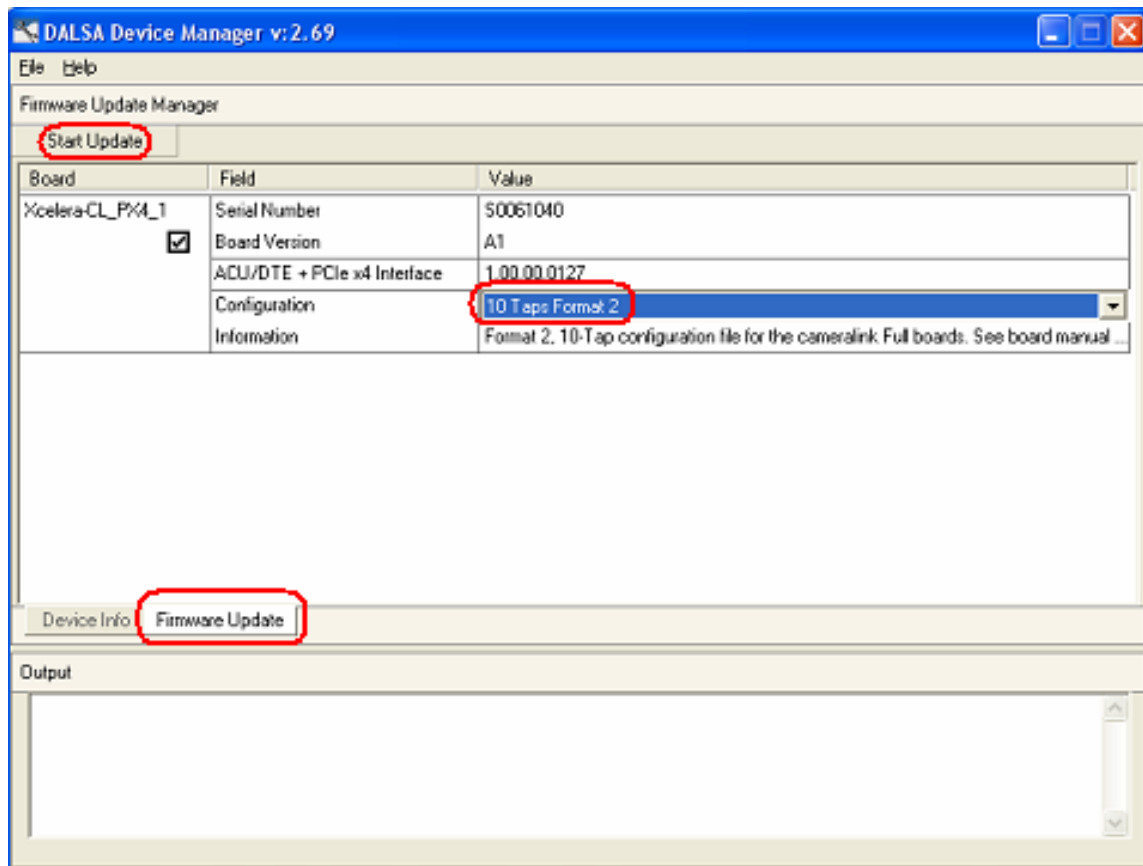 DALSA Device Manager v: 2.69
File Help
Firmware Update Manager
Start Update
Board Field Value
Xcelera-CL_PX4_1 Serial Number S0061040
Board Version A1
ACU/DTE + PCIe x4 Interface 1.00.00.0127
Configuration 10 Taps Format 2
Information Format 2, 10-Tap configuration file for the cameralink Full boards. See board manual ...
Device Info Firmware Update
Output